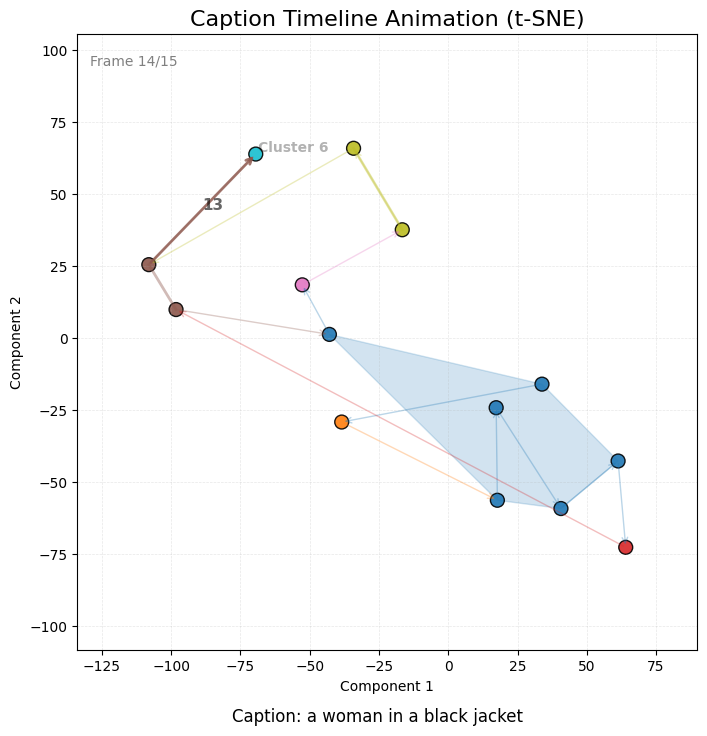 Caption Timeline Animation (t-SNE)
Frame 14/15
Cluster 6
13
100
75
50
25
0
−25
−50
−75
−100
Component 2
−125 −100 −75 −50 −25 0 25 50 75
Component 1
Caption: a woman in a black jacket